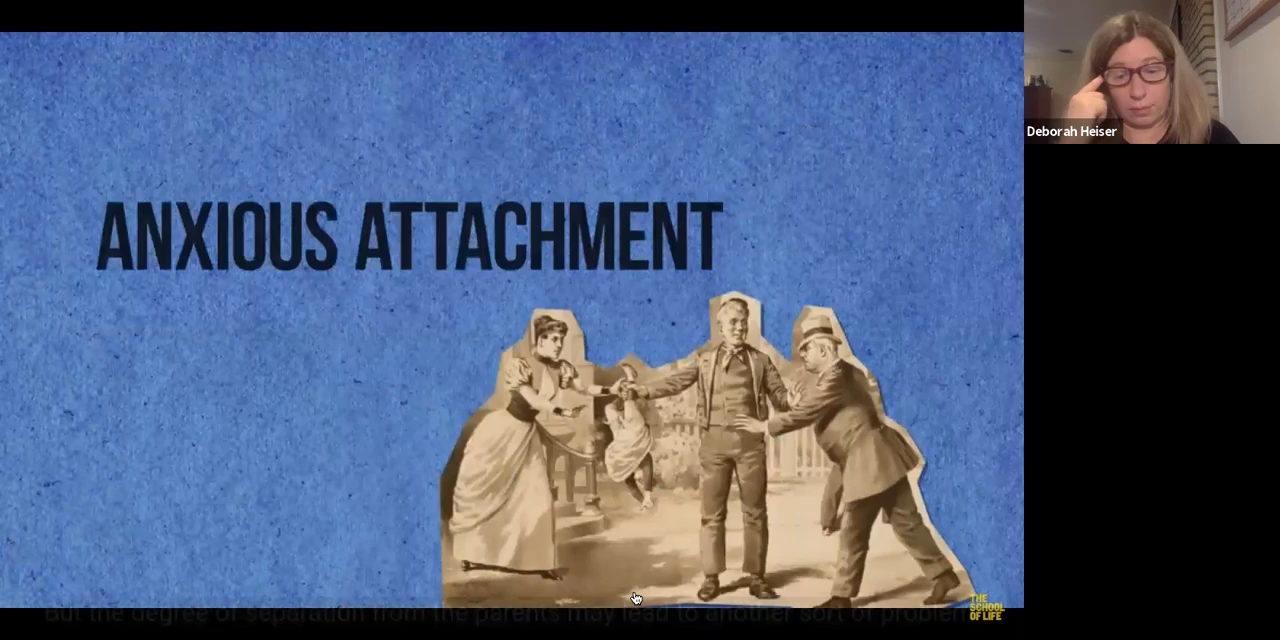 ANXIOUS ATTACHMENT
Deborah Heiser
But the degree of separation from the parent may lead to another sort of problem
THE
SCHOOL
OF LIFE